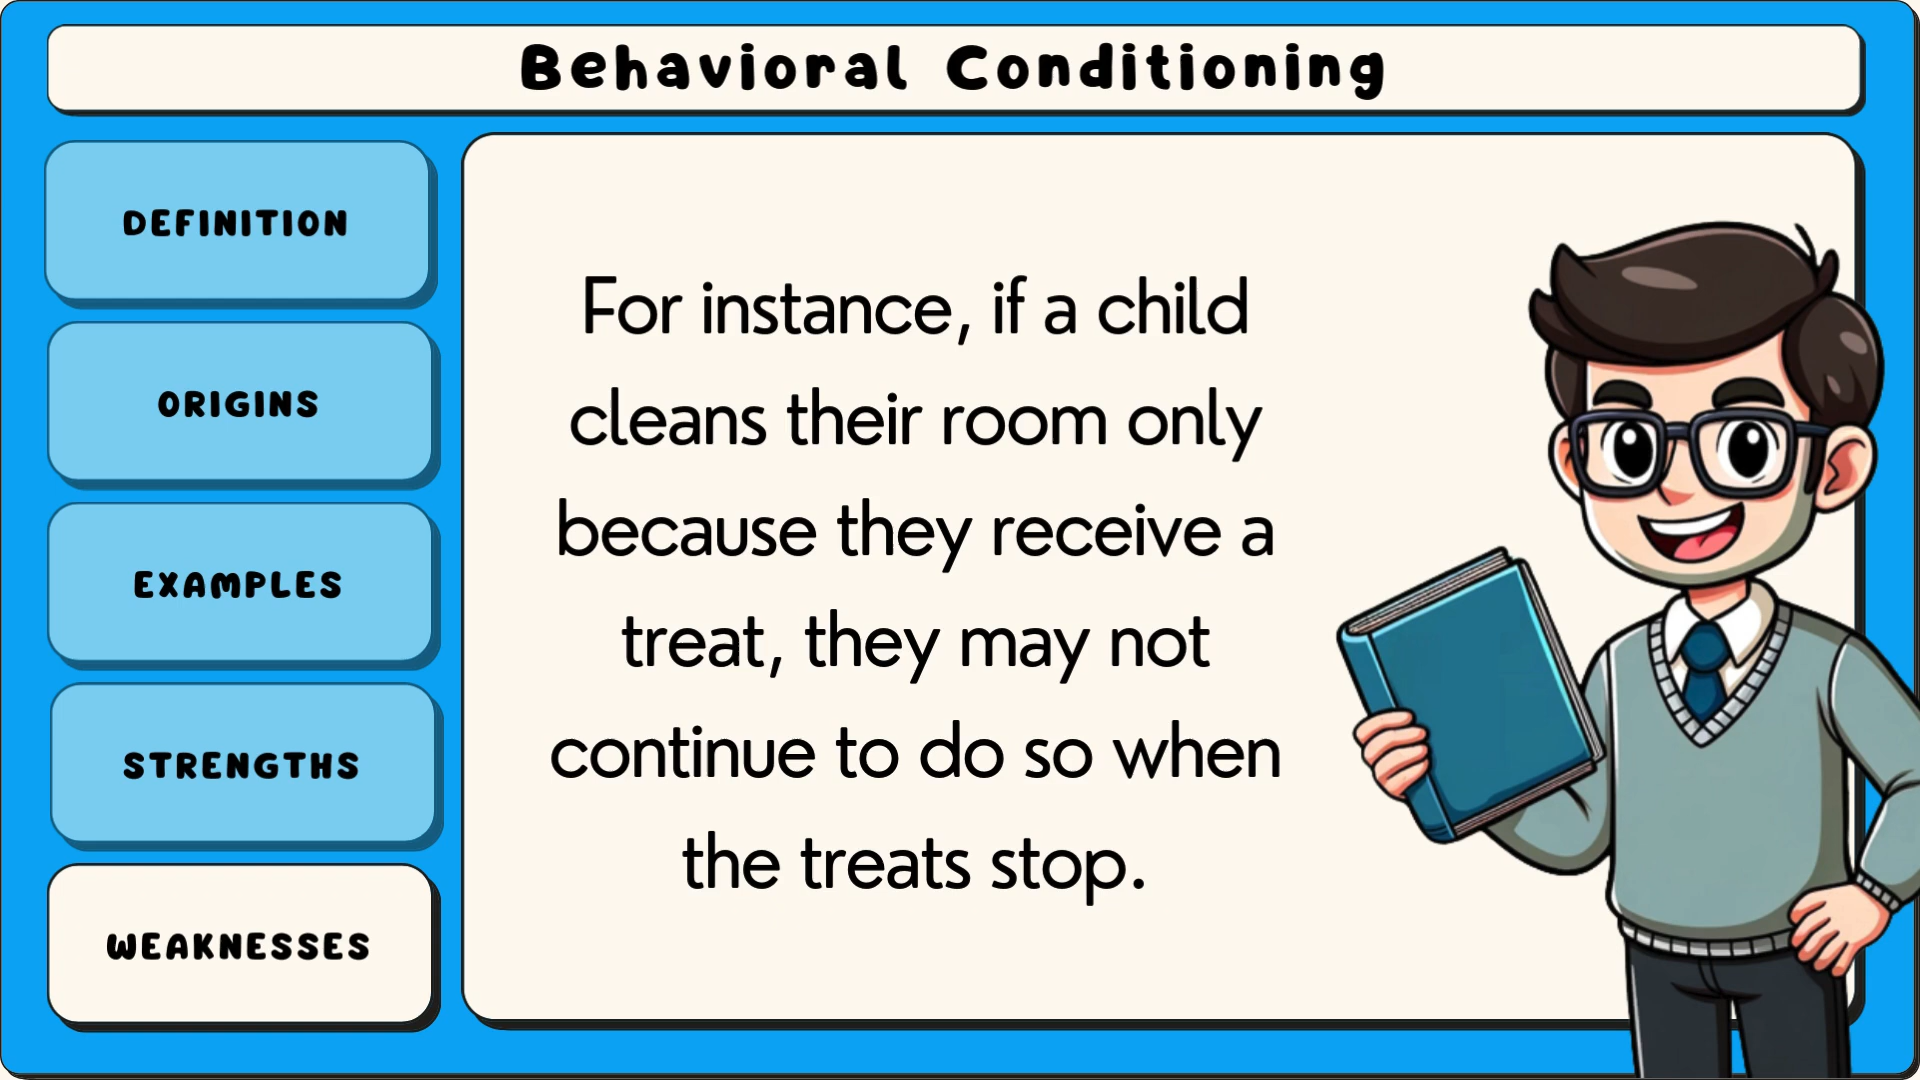 Behavioral Conditioning
DEFINITION
ORIGINS
EXAMPLES
STRENGTHS
WEAKNESSES
For instance, if a child
cleans their room only
because they receive a
treat, they may not
continue to do so when
the treats stop.